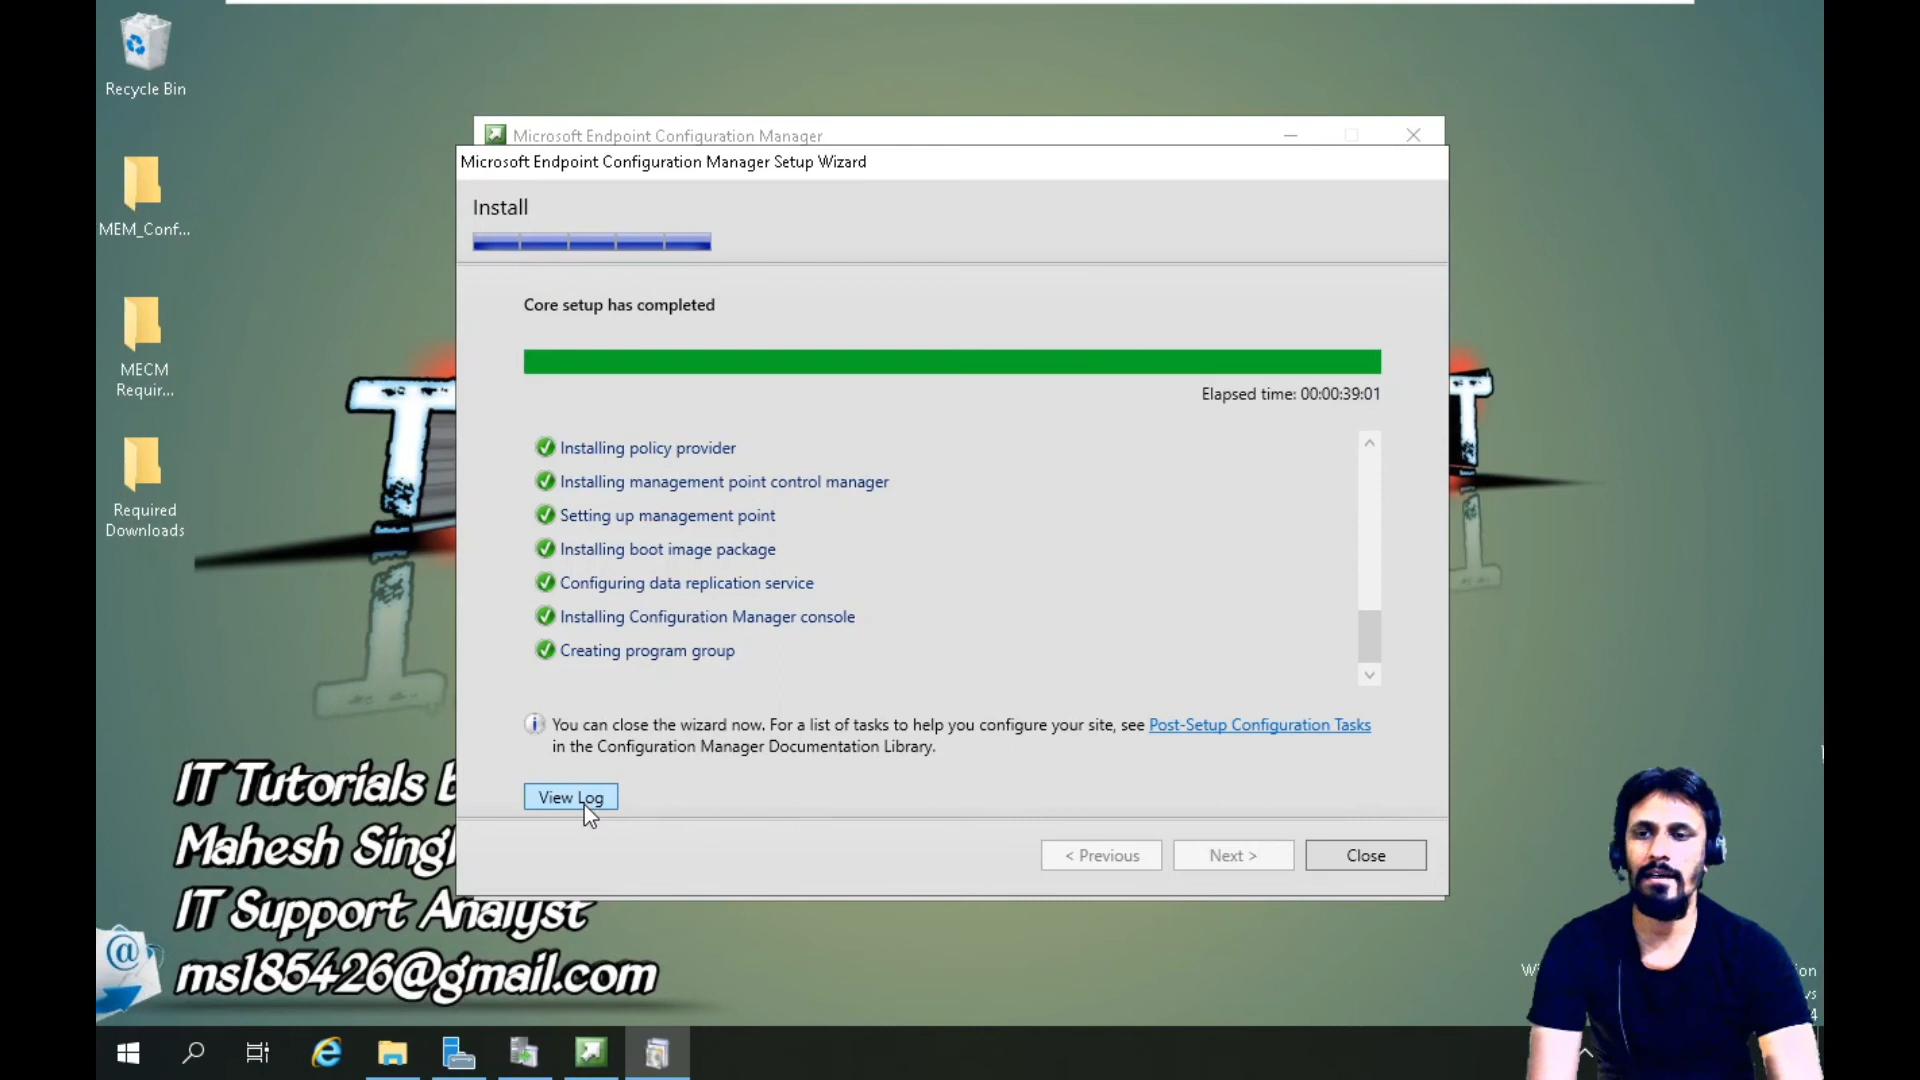 Recycle Bin
MEM_Conf...
MECM
Requir...
Required
Downloads
Microsoft Endpoint Configuration Manager
Microsoft Endpoint Configuration Manager Setup Wizard
Install
Core setup has completed
Elapsed time: 00:00:39:01
Installing policy provider
Installing management point control manager
Setting up management point
Installing boot image package
Configuring data replication service
Installing Configuration Manager console
Creating program group
You can close the wizard now. For a list of tasks to help you configure your site, see Post-Setup Configuration Tasks
in the Configuration Manager Documentation Library.
View Log
< Previous
Next >
Close
IT Tutorials
Mahesh Singh
IT Support Analyst
ms185426@gmail.com